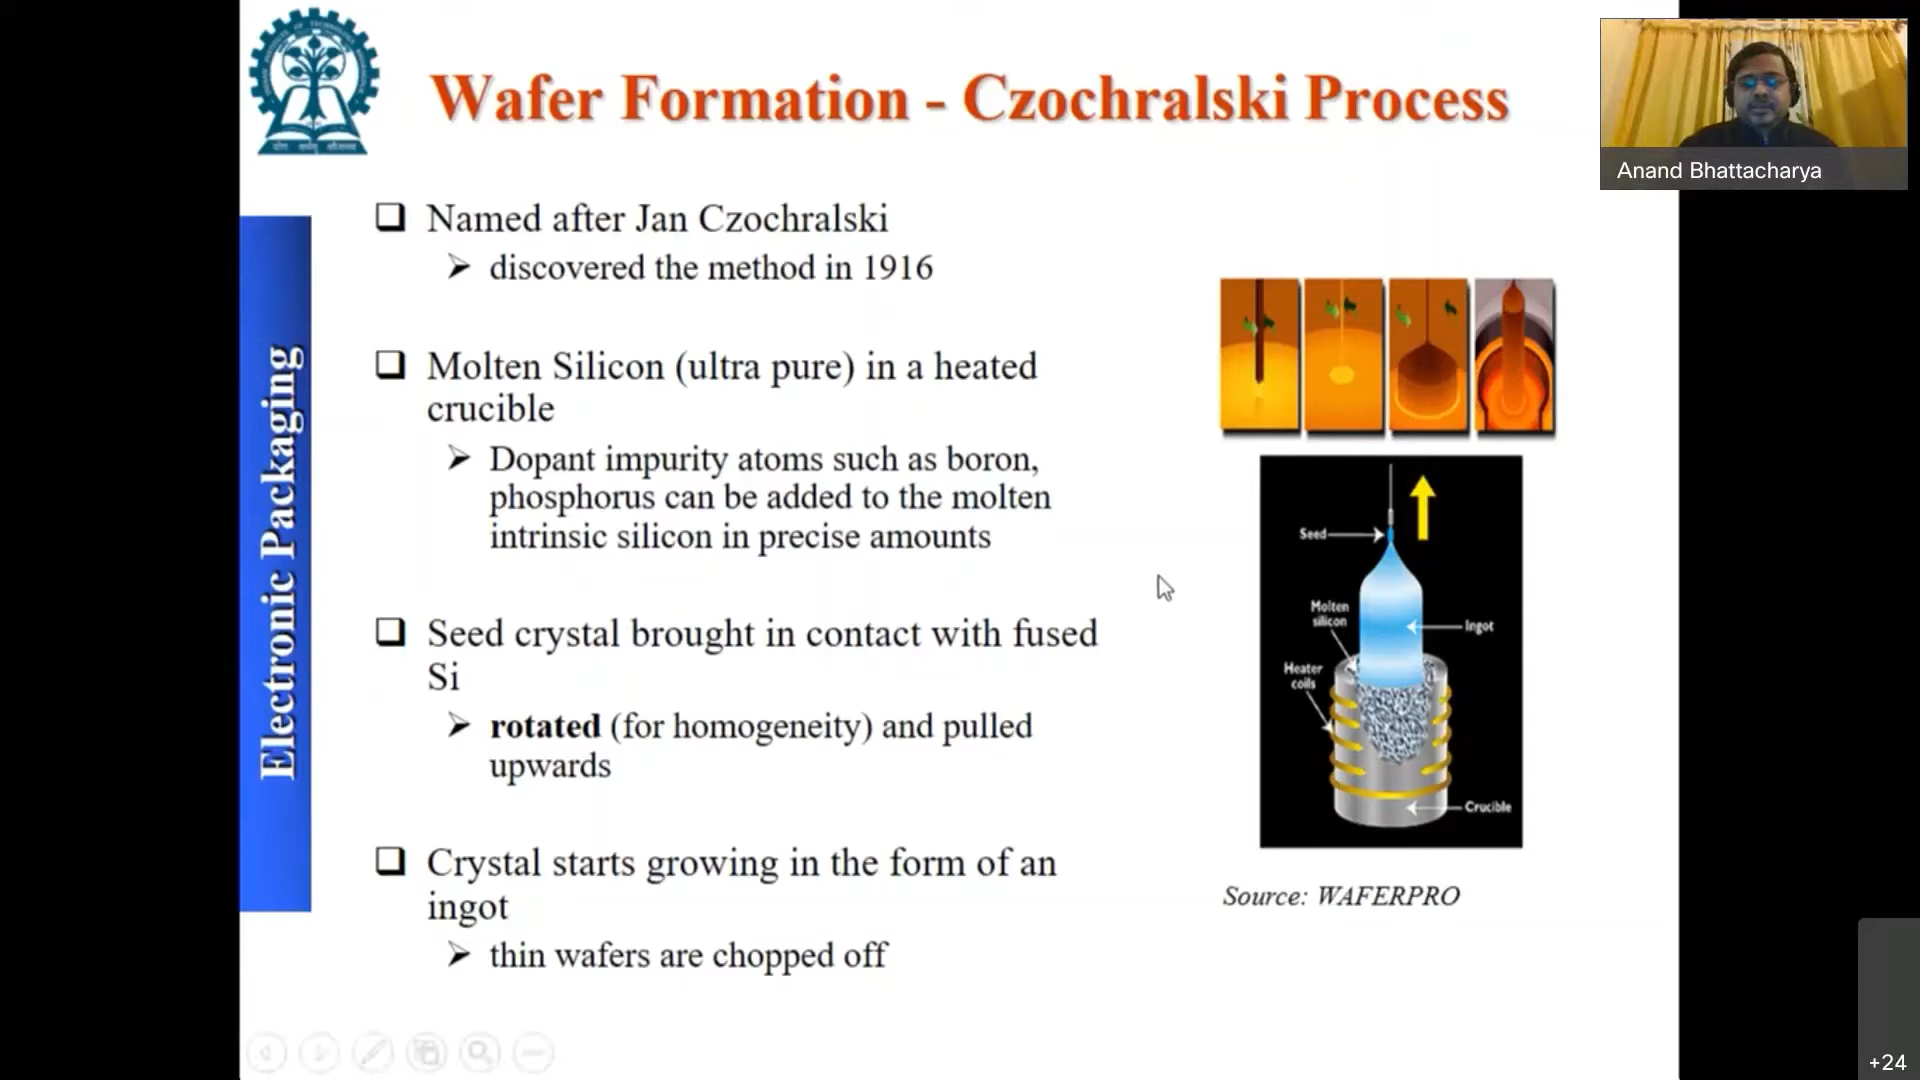 Wafer Formation - Czochralski Process
Anand Bhattacharya
Electronic Packaging
Named after Jan Czochralski
discovered the method in 1916
Molten Silicon (ultra pure) in a heated
crucible
Dopant impurity atoms such as boron,
phosphorus can be added to the molten
intrinsic silicon in precise amounts
Seed crystal brought in contact with fused
Si
rotated (for homogeneity) and pulled
upwards
Crystal starts growing in the form of an
ingot
thin wafers are chopped off
Seed
Molten
silicon
Ingot
Heater
coils
Crucible
Source: WAFERPRO
+24